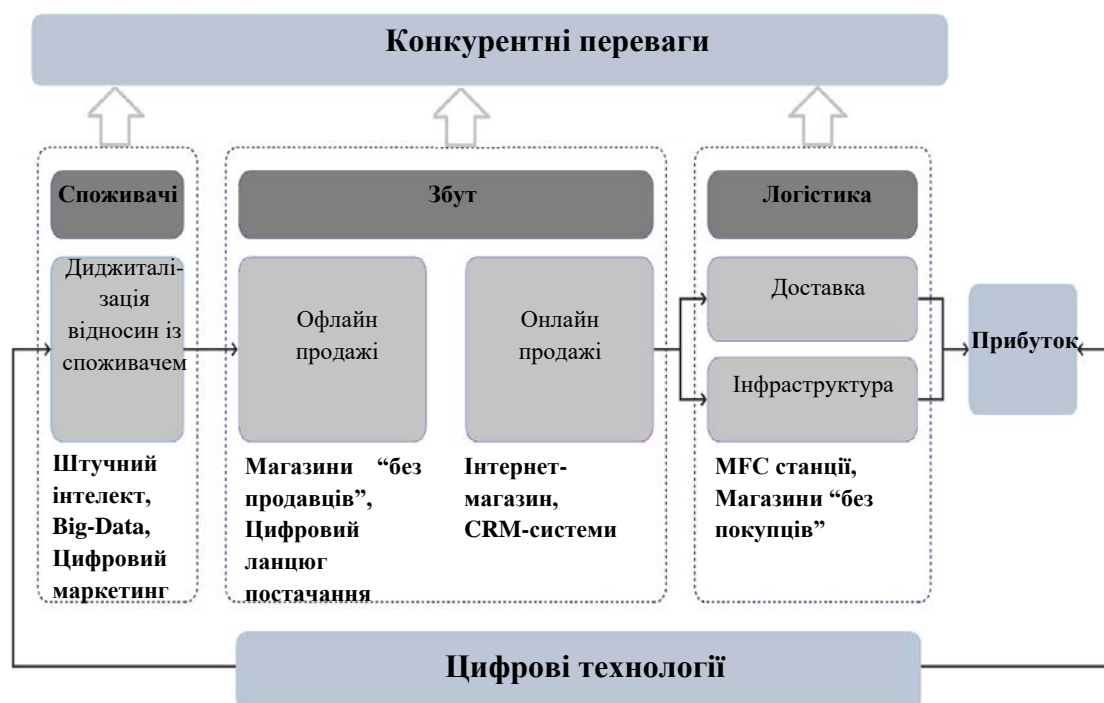 Конкурентні переваги
Споживачі
Збут
Логістика
Диджиталі-
зація
відносин із
споживачем
Офлайн
продажі
Онлайн
продажі
Доставка
Інфраструктура
Прибуток
Штучний
інтелект,
Big-Data,
Цифровий
маркетинг
Магазини “без
продавців”,
Цифровий
ланцюг
постачання
Інтернет-
магазин,
CRM-системи
MFC станції,
Магазини “без
покупців”
Цифрові технології